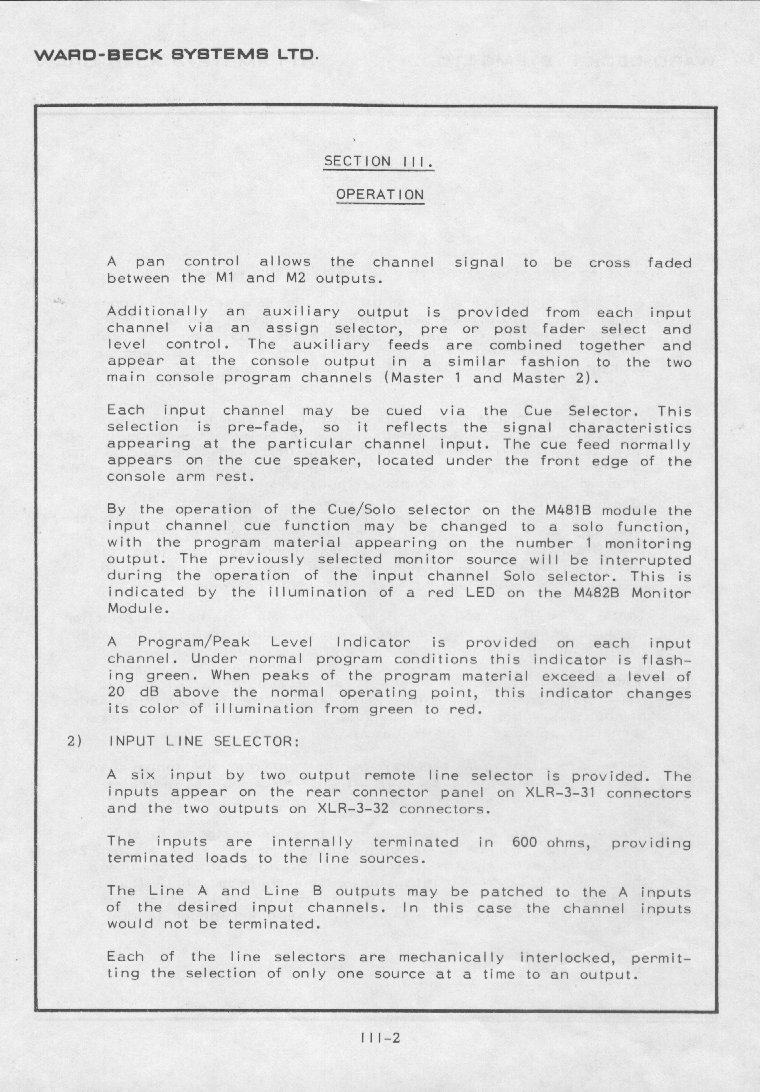 WARD-BECK SYSTEMS LTD.
SECTION III.
OPERATION
A pan control allows the channel signal to be cross faded
between the M1 and M2 outputs.
Additionally an auxiliary output is provided from each input
channel via an assign selector, pre or post fader select and
level control. The auxiliary feeds are combined together and
appear at the console output in a similar fashion to the two
main console program channels (Master 1 and Master 2).
Each input channel may be cued via the Cue Selector. This
selection is pre-fade, so it reflects the signal characteristics
appearing at the particular channel input. The cue feed normally
appears on the cue speaker, located under the front edge of the
console arm rest.
By the operation of the Cue/Solo selector on the M481B module the
input channel cue function may be changed to a solo function,
with the program material appearing on the number 1 monitoring
output. The previously selected monitor source will be interrupted
during the operation of the input channel Solo selector. This is
indicated by the illumination of a red LED on the M482B Monitor
Module.
A Program/Peak Level Indicator is provided on each input
channel. Under normal program conditions this indicator is flash-
ing green. When peaks of the program material exceed a level of
20 dB above the normal operating point, this indicator changes
its color of illumination from green to red.
2) INPUT LINE SELECTOR:
A six input by two output remote line selector is provided. The
inputs appear on the rear connector panel on XLR-3-31 connectors
and the two outputs on XLR-3-32 connectors.
The inputs are internally terminated in 600 ohms, providing
terminated loads to the line sources.
The Line A and Line B outputs may be patched to the A inputs
of the desired input channels. In this case the channel inputs
would not be terminated.
Each of the line selectors are mechanically interlocked, permit-
ting the selection of only one source at a time to an output.
III-2